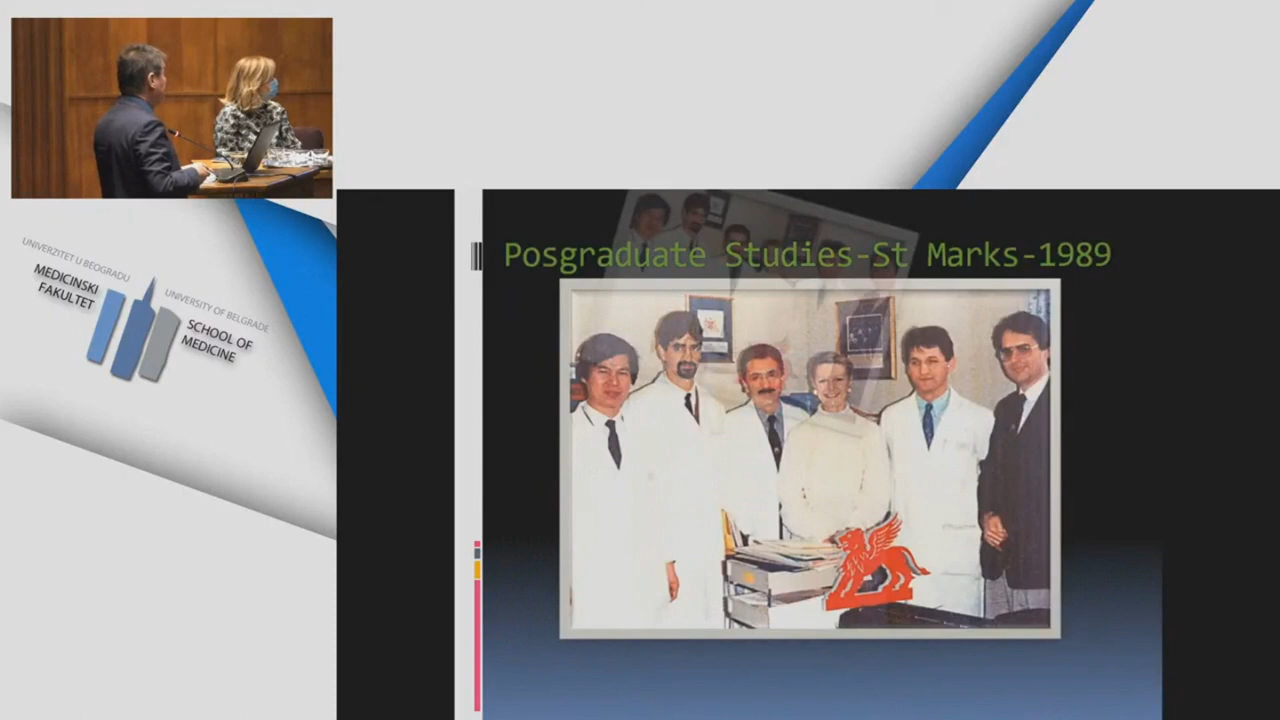 UNIVERZITET U BEOGRADU
MEDICINSKI
FAKULTET
UNIVERSITY OF BELGRADE
SCHOOL OF
MEDICINE
Posgraduate Studies-St Marks-1989